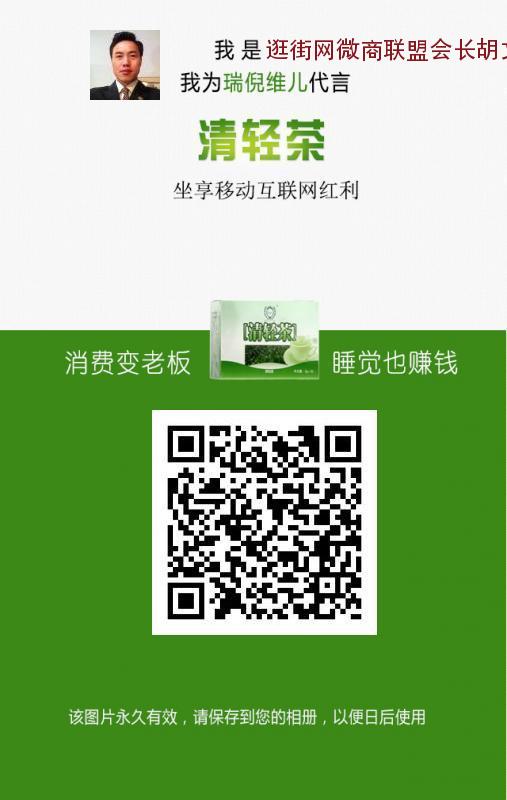 我 是 逛街网微商联盟会长胡
我为瑞倪维儿代言
清轻茶
坐享移动互联网红利
消费变老板
[清轻茶]
睡觉也赚钱
该图片永久有效，请保存到您的相册，以便日后使用